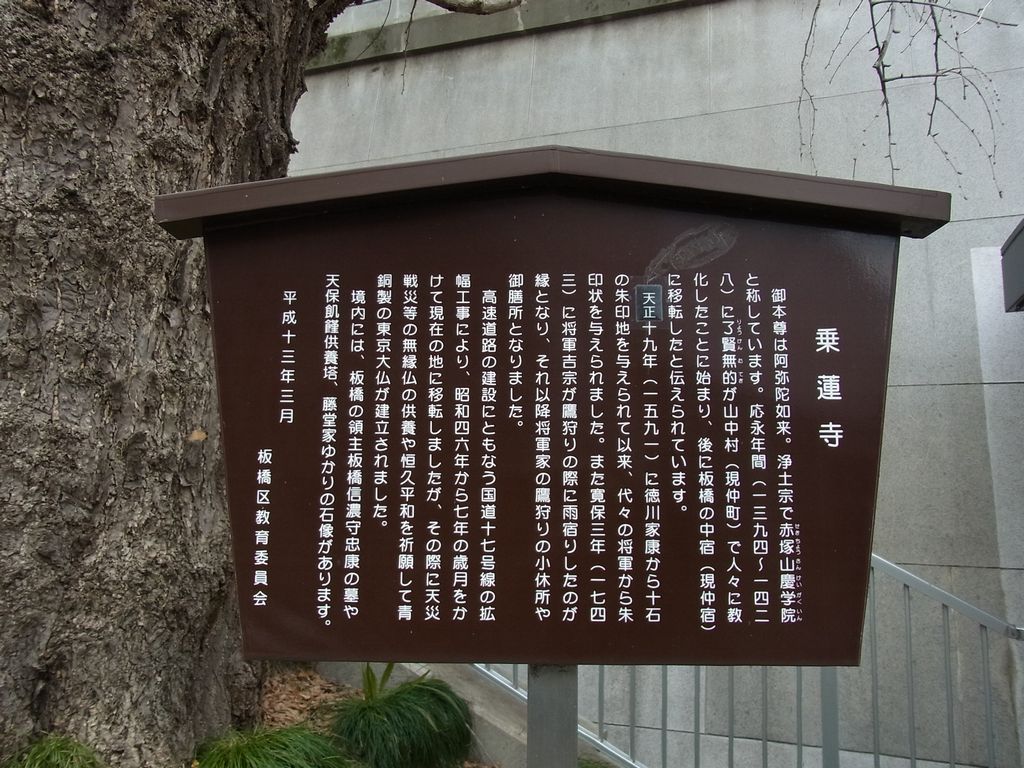 乗蓮寺
御本尊は阿弥陀如来。浄土宗で赤塚山慶学院
と称しています。応永年間（一三九四～一四二
八）に了賢無的が山中村（現仲町）で人々に教
化したことに始まり、後に板橋の中宿（現仲宿）
に移転したと伝えられています。
天正十九年（一五九一）に徳川家康から十石
の朱印地を与えられて以来、代々の将軍から朱
印状を与えられました。また寛保三年（一七四
三）に将軍吉宗が鷹狩りの際に雨宿りしたのが
縁となり、それ以降将軍家の鷹狩りの小休所や
御膳所となりました。
高速道路の建設にともなう国道十七号線の拡
幅工事により、昭和四六年から七年の歳月をか
けて現在の地に移転しましたが、その際に天災
戦災等の無縁仏の供養や恒久平和を祈願して青
銅製の東京大仏が建立されました。
境内には、板橋の領主板橋信濃守忠康の墓や
天保飢饉供養塔、藤堂家ゆかりの石像があります。
平成十三年三月
板橋区教育委員会